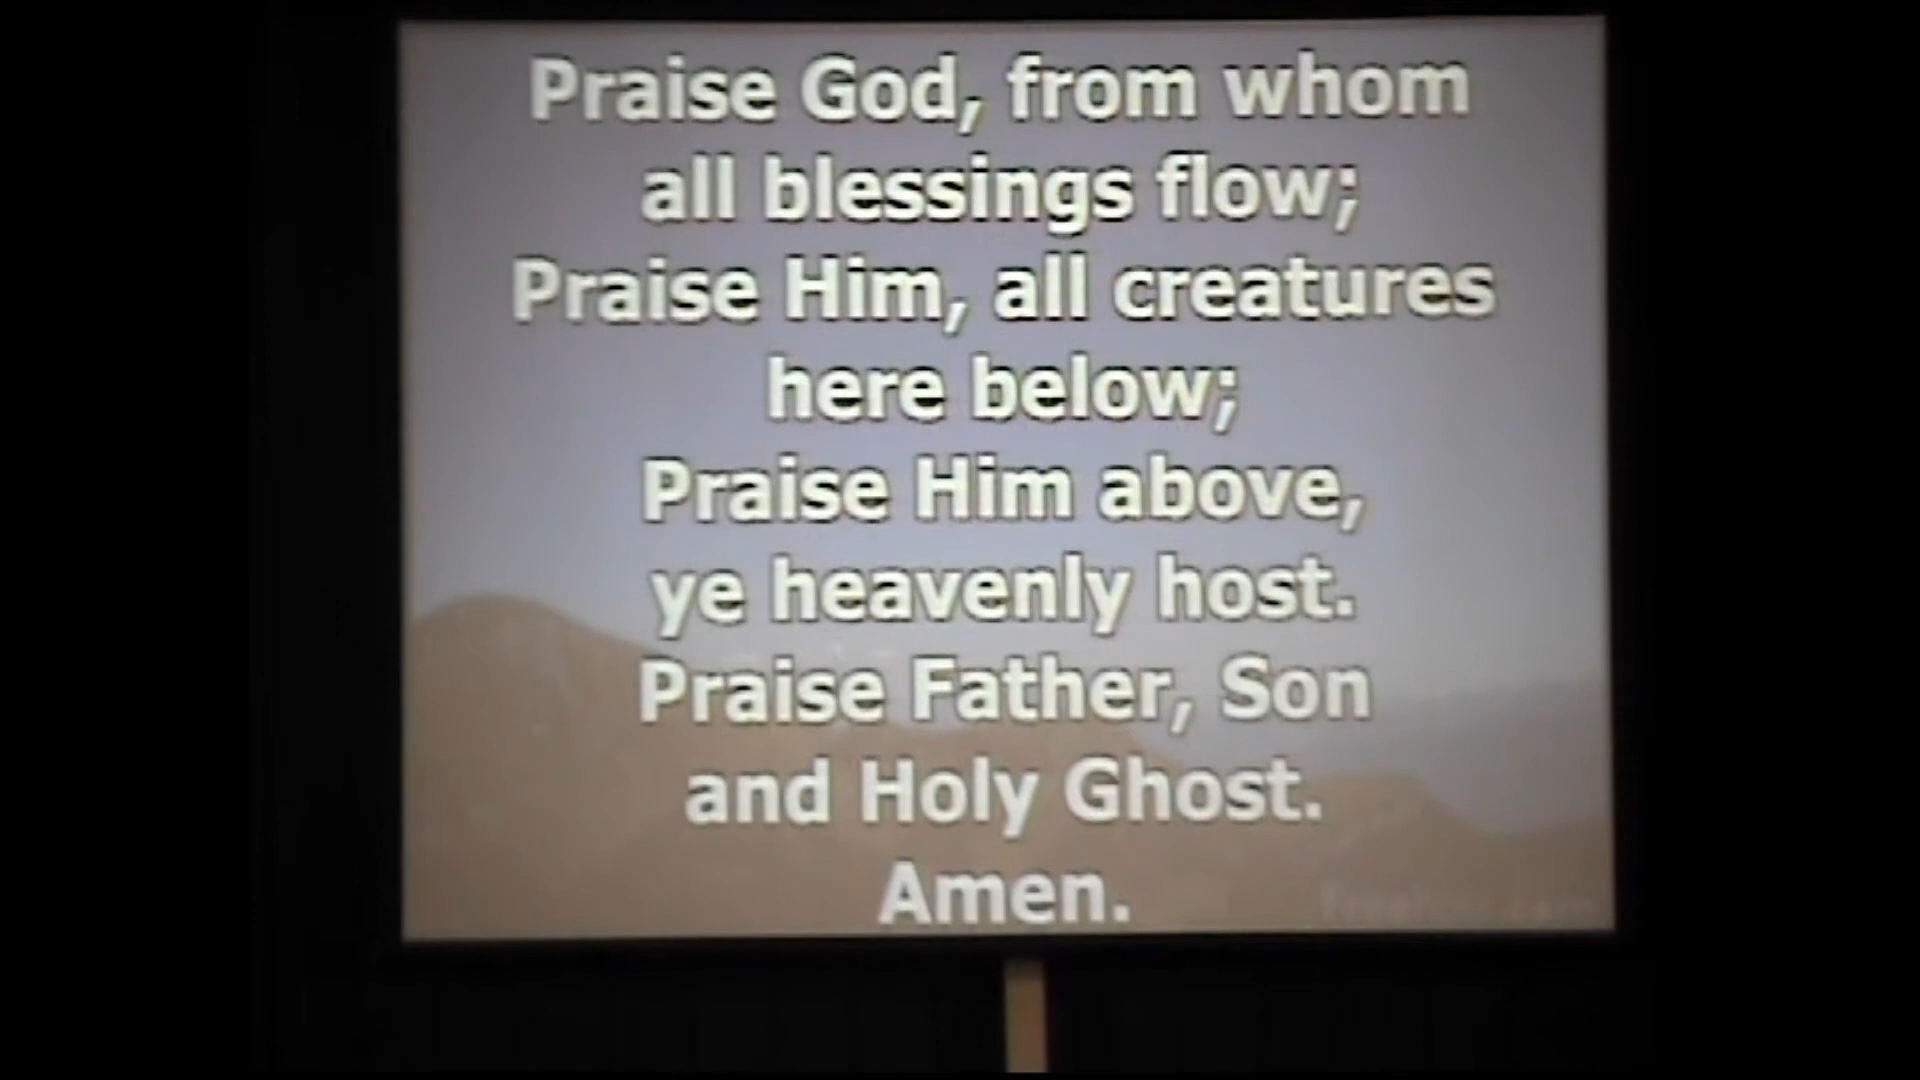 Praise God, from whom
all blessings flow;
Praise Him, all creatures
here below;
Praise Him above,
ye heavenly host.
Praise Father, Son
and Holy Ghost.
Amen.